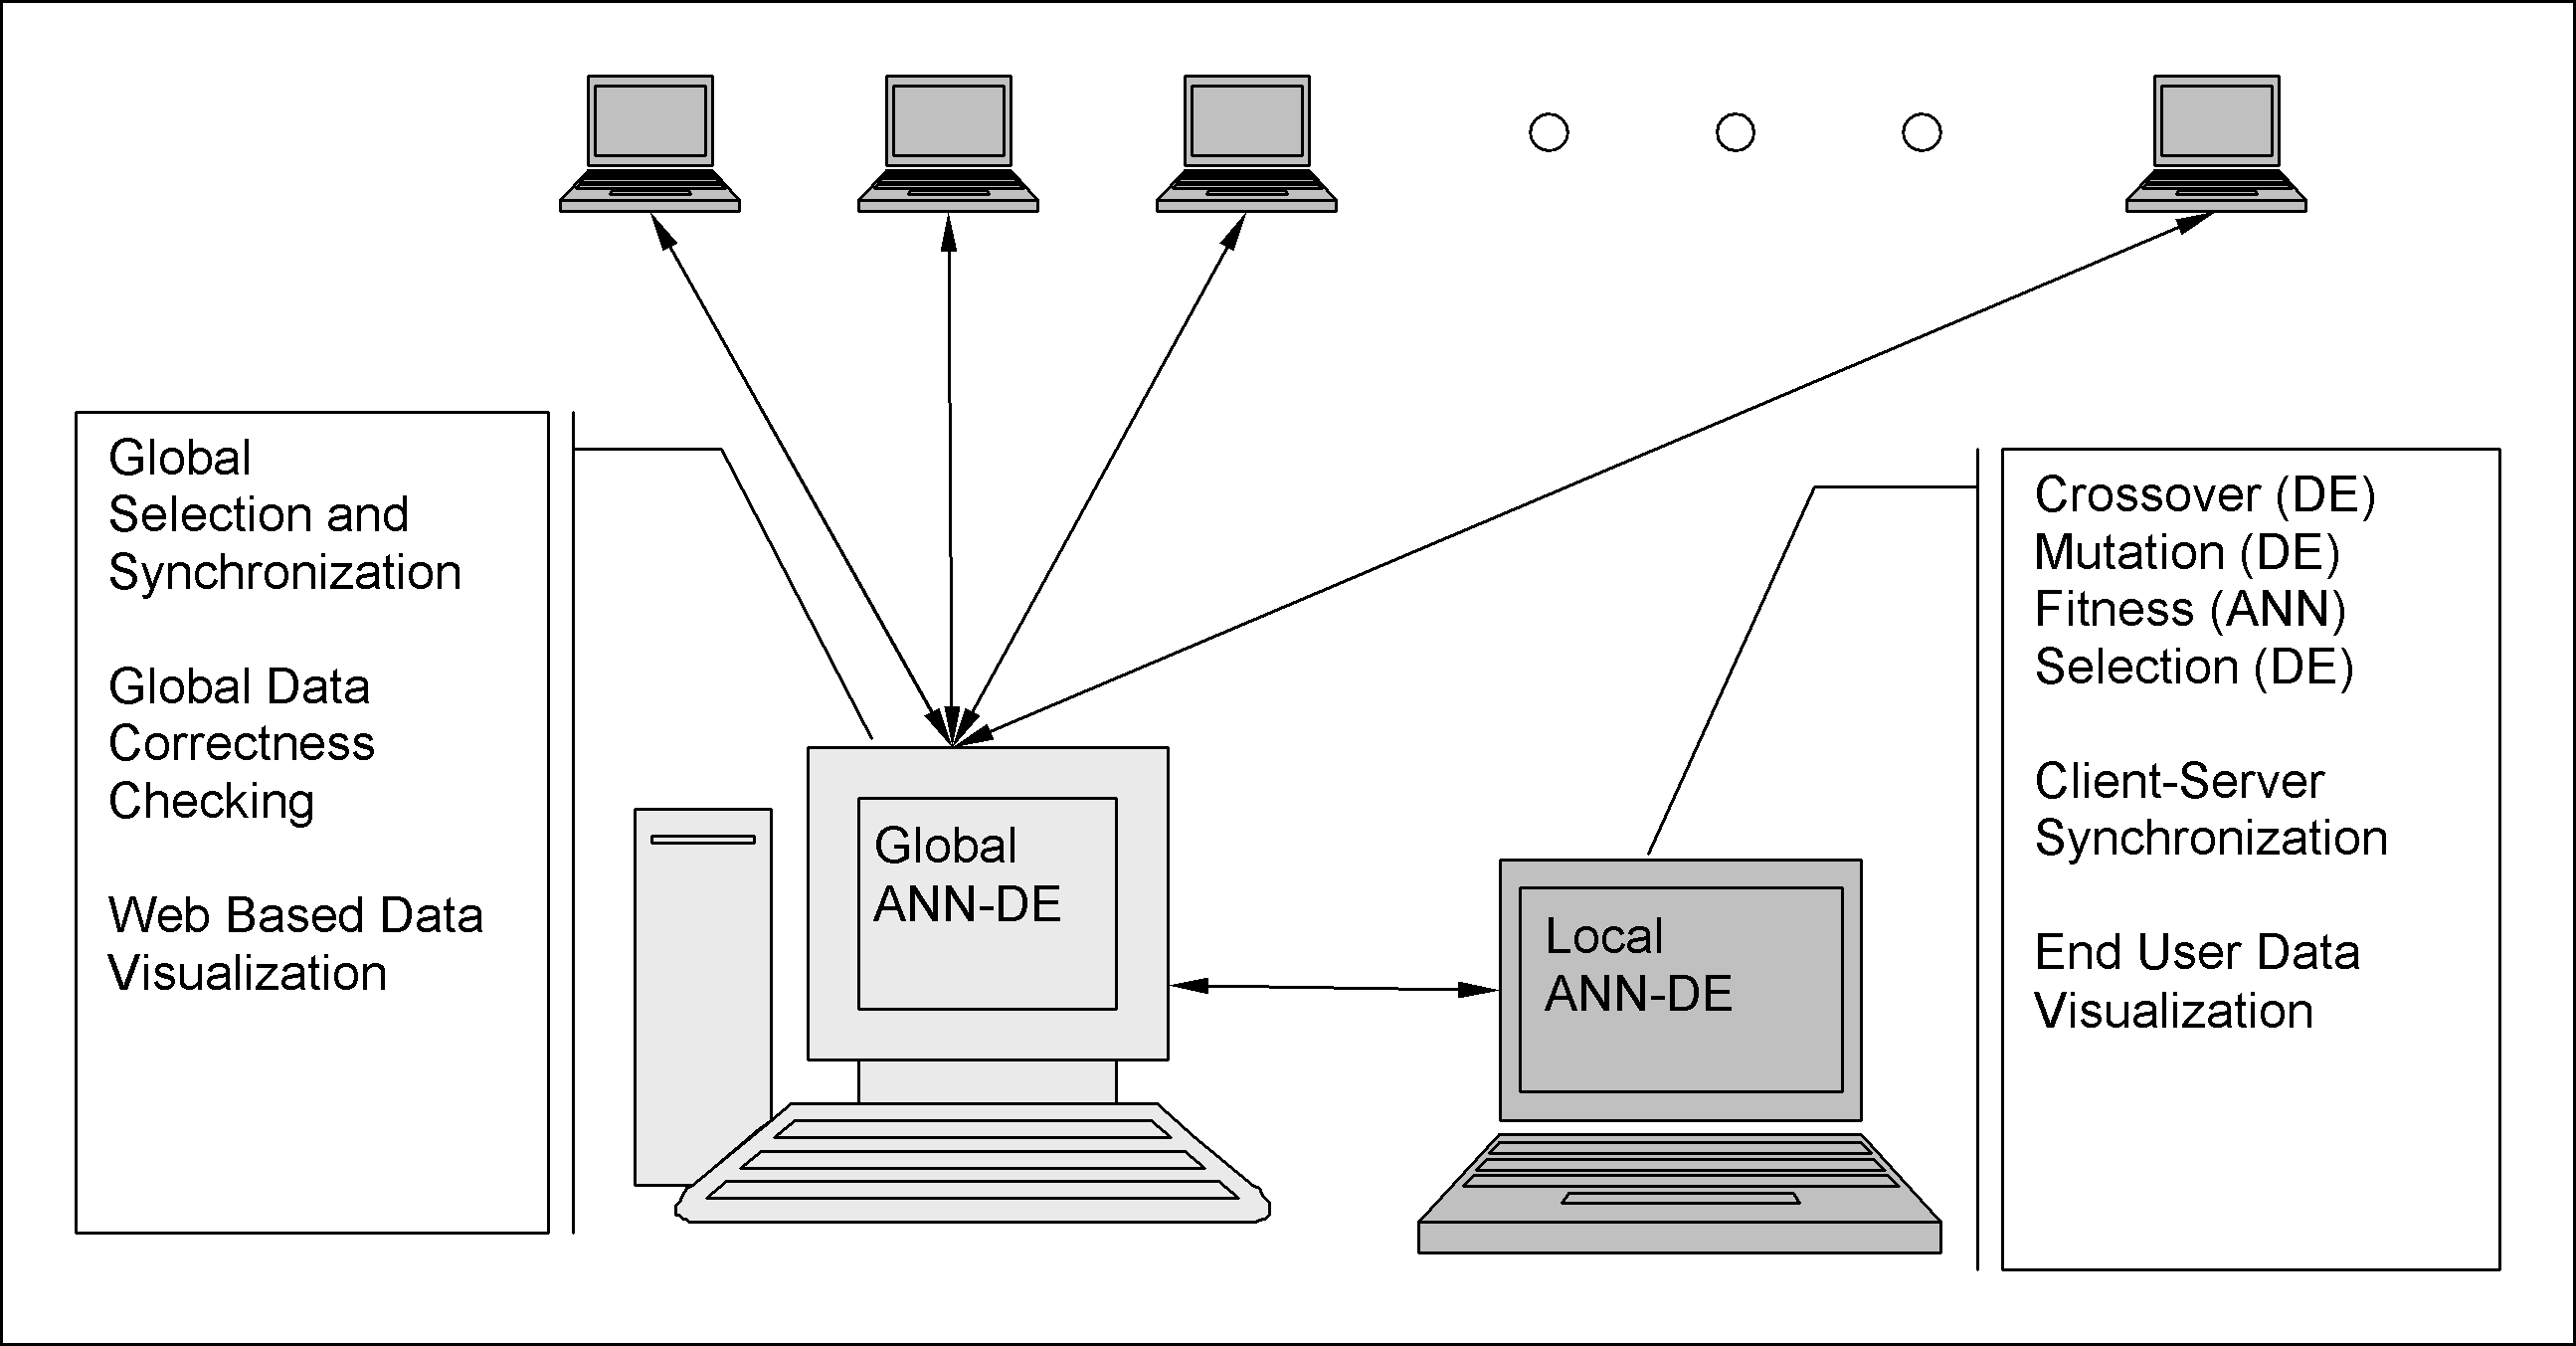 Global
Selection and
Synchronization
Global Data
Correctness
Checking
Web Based Data
Visualization
Global
ANN-DE
Local
ANN-DE
Crossover (DE)
Mutation (DE)
Fitness (ANN)
Selection (DE)
Client-Server
Synchronization
End User Data
Visualization